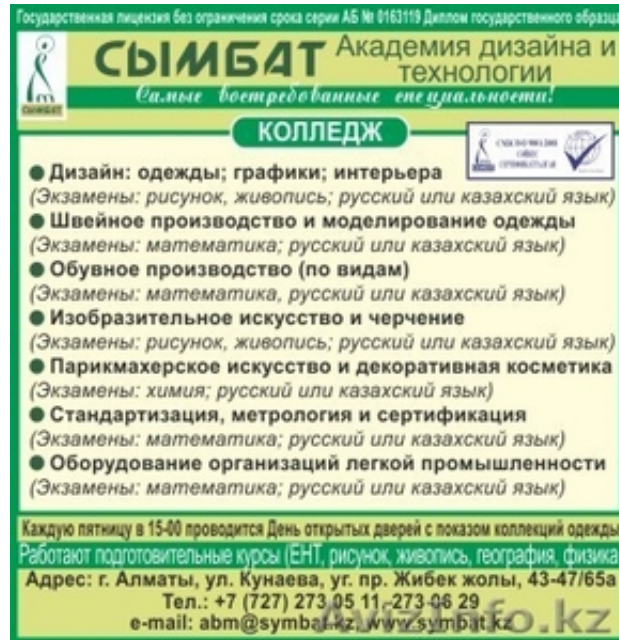 Государственная лицензия без ограничения срока серии АБ № 0163119 Диплом государственного образца
СЫМБАТ
СЫМБАТ Академия дизайна и
технологии
Самые востребованные специальности!
КОЛЛЕДЖ
● Дизайн: одежды; графики; интерьера
(Экзамены: рисунок, живопись; русский или казахский язык)
● Швейное производство и моделирование одежды
(Экзамены: математика; русский или казахский язык)
● Обувное производство (по видам)
(Экзамены: математика, русский или казахский язык)
● Изобразительное искусство и черчение
(Экзамены: рисунок, живопись; русский или казахский язык)
● Парикмахерское искусство и декоративная косметика
(Экзамены: химия; русский или казахский язык)
● Стандартизация, метрология и сертификация
(Экзамены: математика; русский или казахский язык)
● Оборудование организаций легкой промышленности
(Экзамены: математика; русский или казахский язык)
Каждую пятницу в 15-00 проводится День открытых дверей с показом коллекций одежды
Работают подготовительные курсы (ЕНТ, рисунок, живопись, география, физика
Адрес: г. Алматы, ул. Кунаева, уг. пр. Жибек жолы, 43-47/65а
Тел.: +7 (727) 273 05 11, 273 06 29
e-mail: abm@symbat.kz, www.symbat.kz
AvizInfo.kz